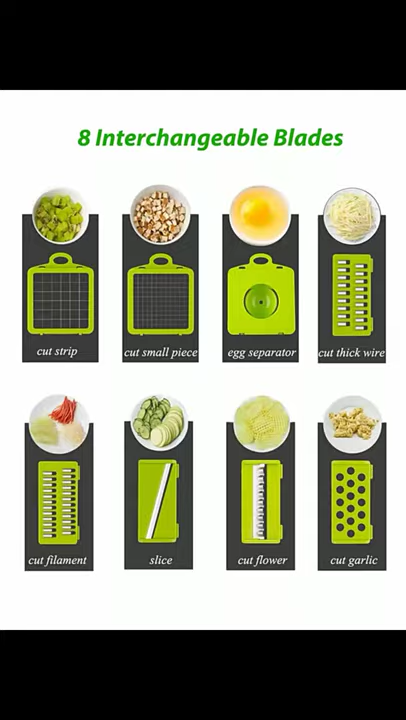 8 Interchangeable Blades
cut strip
cut small piece
egg separator
cut thick wire
cut filament
slice
cut flower
cut garlic